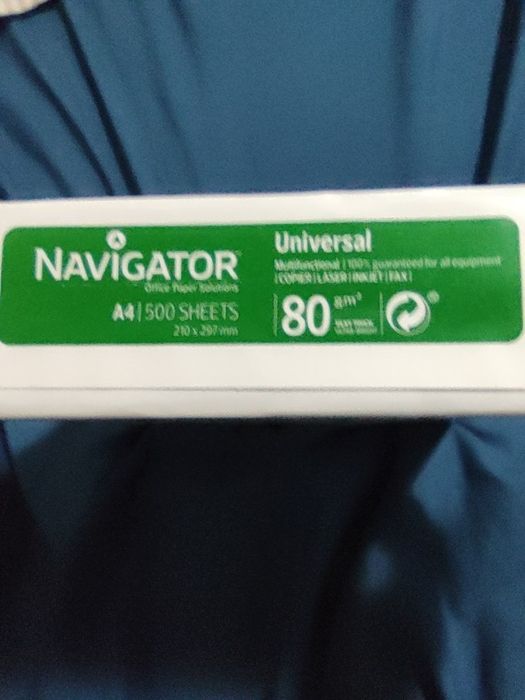 NAVIGATOR
Office Paper Solutions
A4 | 500 SHEETS
210 x 297 mm
Universal
Multifunctional | 100% guaranteed for all equipment
| COPIER | LASER | INKJET | FAX |
80 g/m²